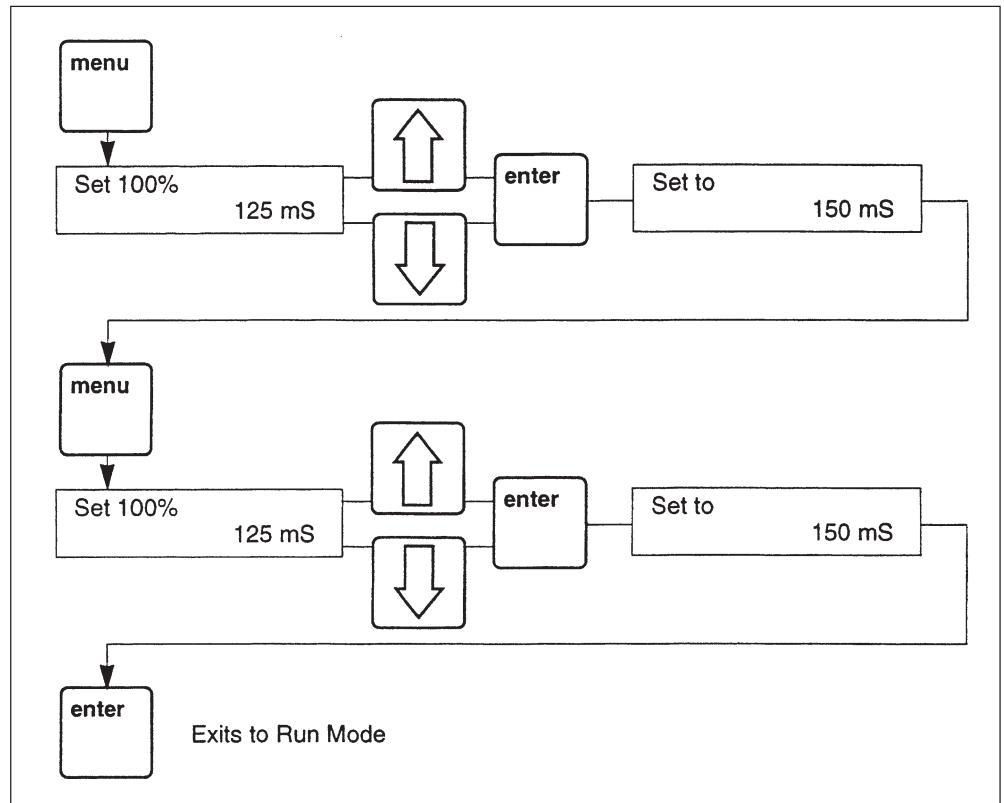 menu
Set 100%
125 mS
enter
Set to
150 mS
menu
Set 100%
125 mS
enter
Set to
150 mS
enter
Exits to Run Mode